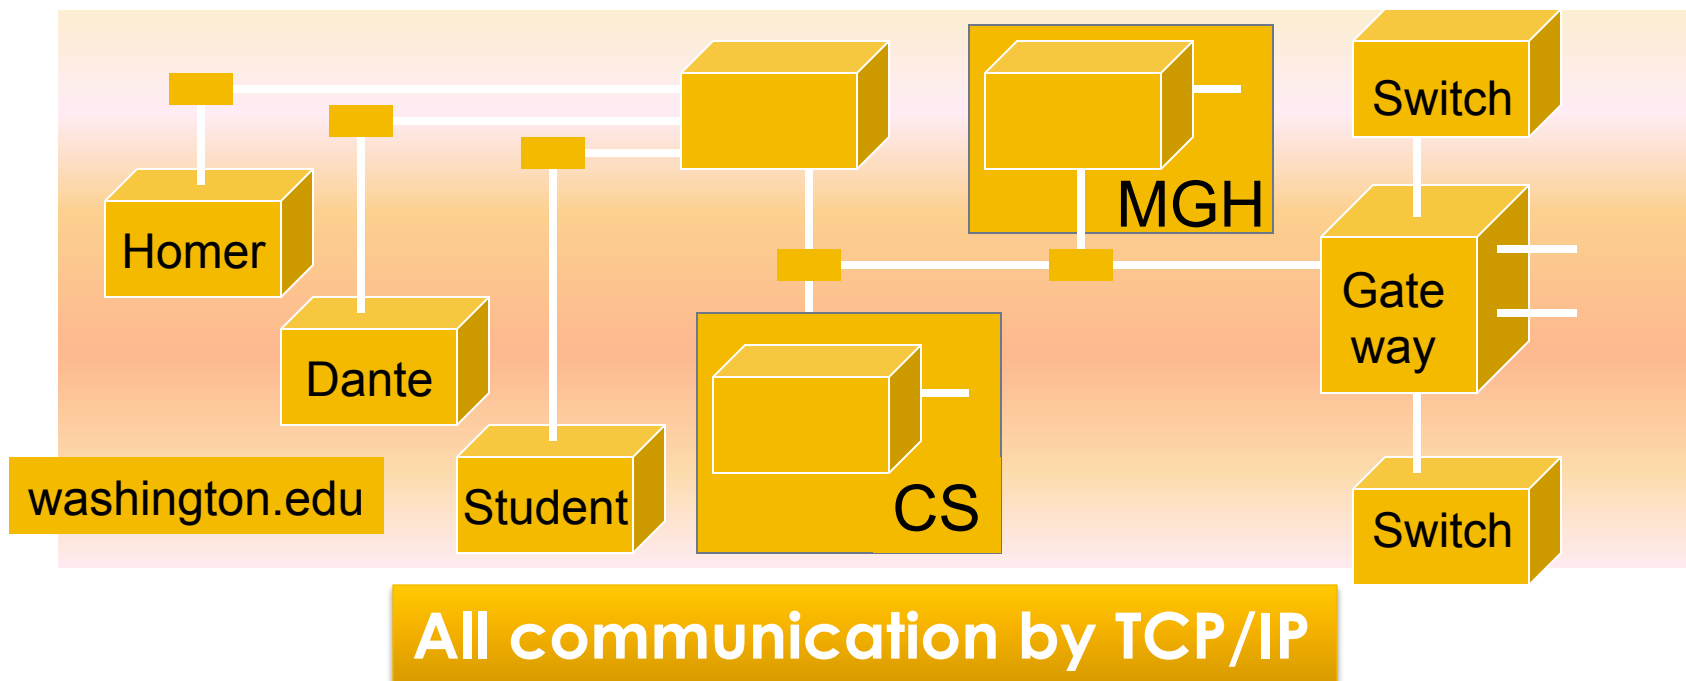 Switch
MGH
Homer
Gate
way
Dante
washington.edu
Student
CS
Switch
All communication by TCP/IP